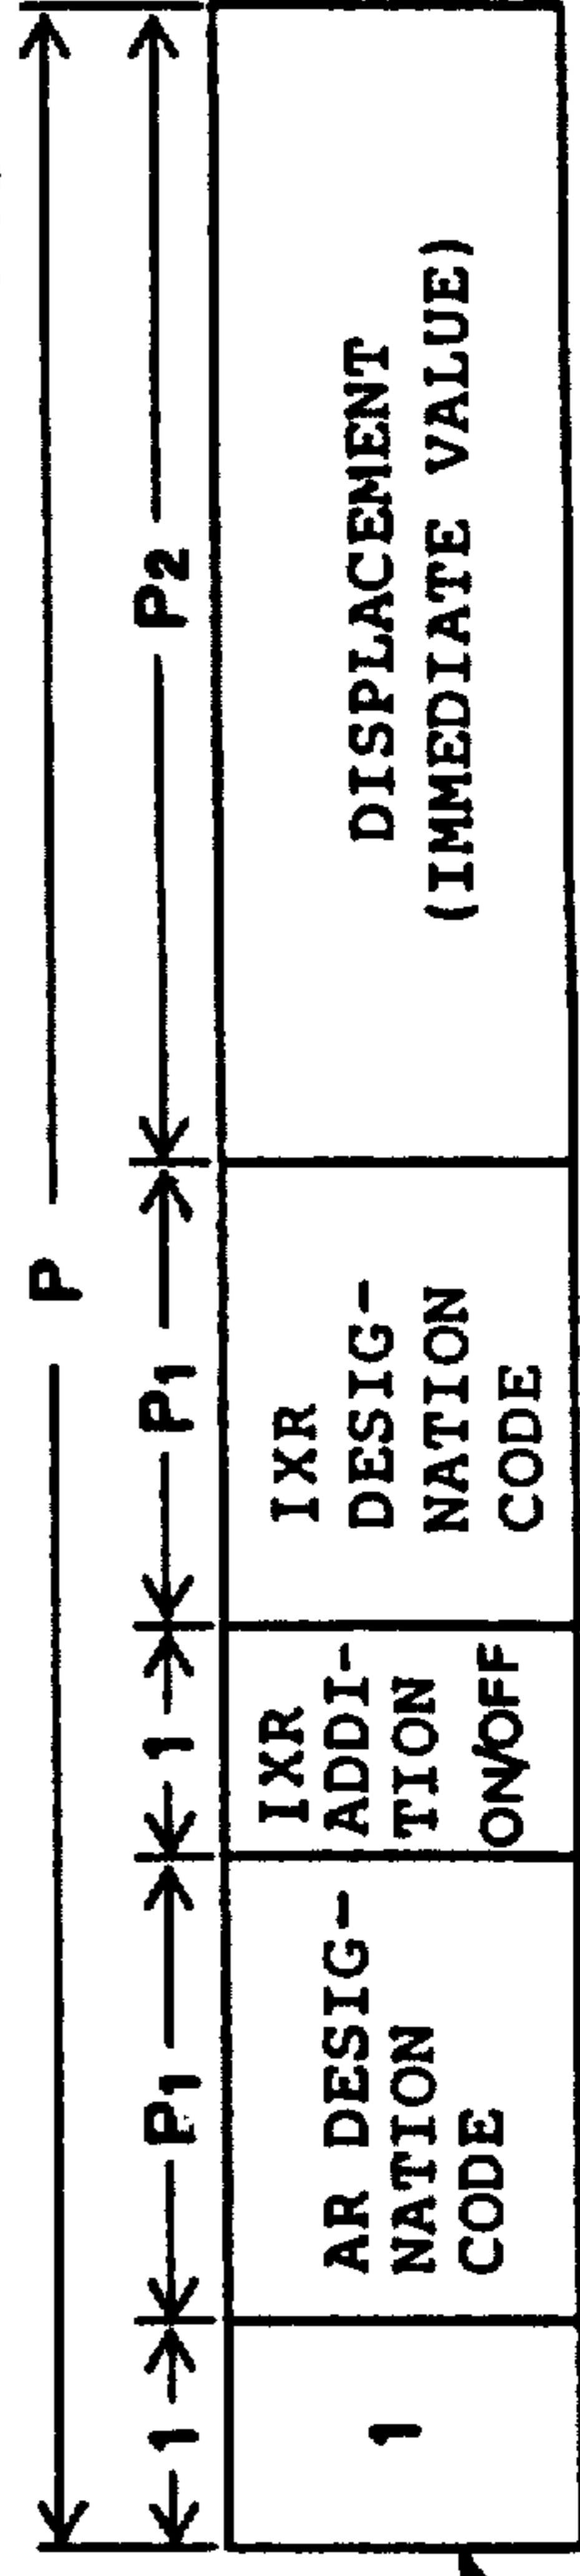 P
1
P1
1
P1
P2
1
AR DESIG-
NATION
CODE
IXR
ADDI-
TION
ON/OFF
IXR
DESIG-
NATION
CODE
DISPLACEMENT
(IMMEDIATE VALUE)